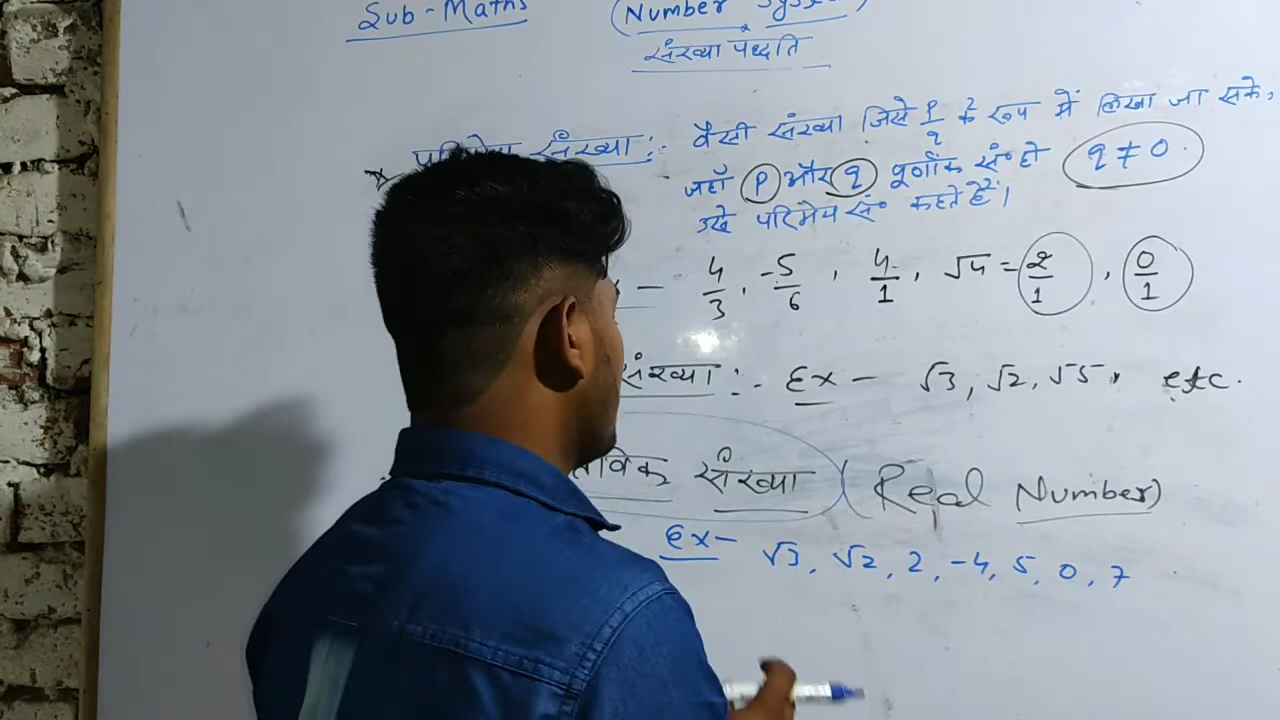 Sub-Maths
(Number System)
संख्या पद्धति
परिमेय संख्या :- वैसी संख्या जिसे p/q के रूप में लिखा जा सके,
जहाँ p और q पूर्णांक सं० हो q ≠ 0.
उसे परिमेय सं० कहते हैं।
- 4/3, -5/6, 4/1, √4 = 2/1, 0/1
संख्या :- Ex - √3, √2, √5, etc.
संख्या (Real Number)
Ex- √3, √2, 2, -4, 5, 0, 7